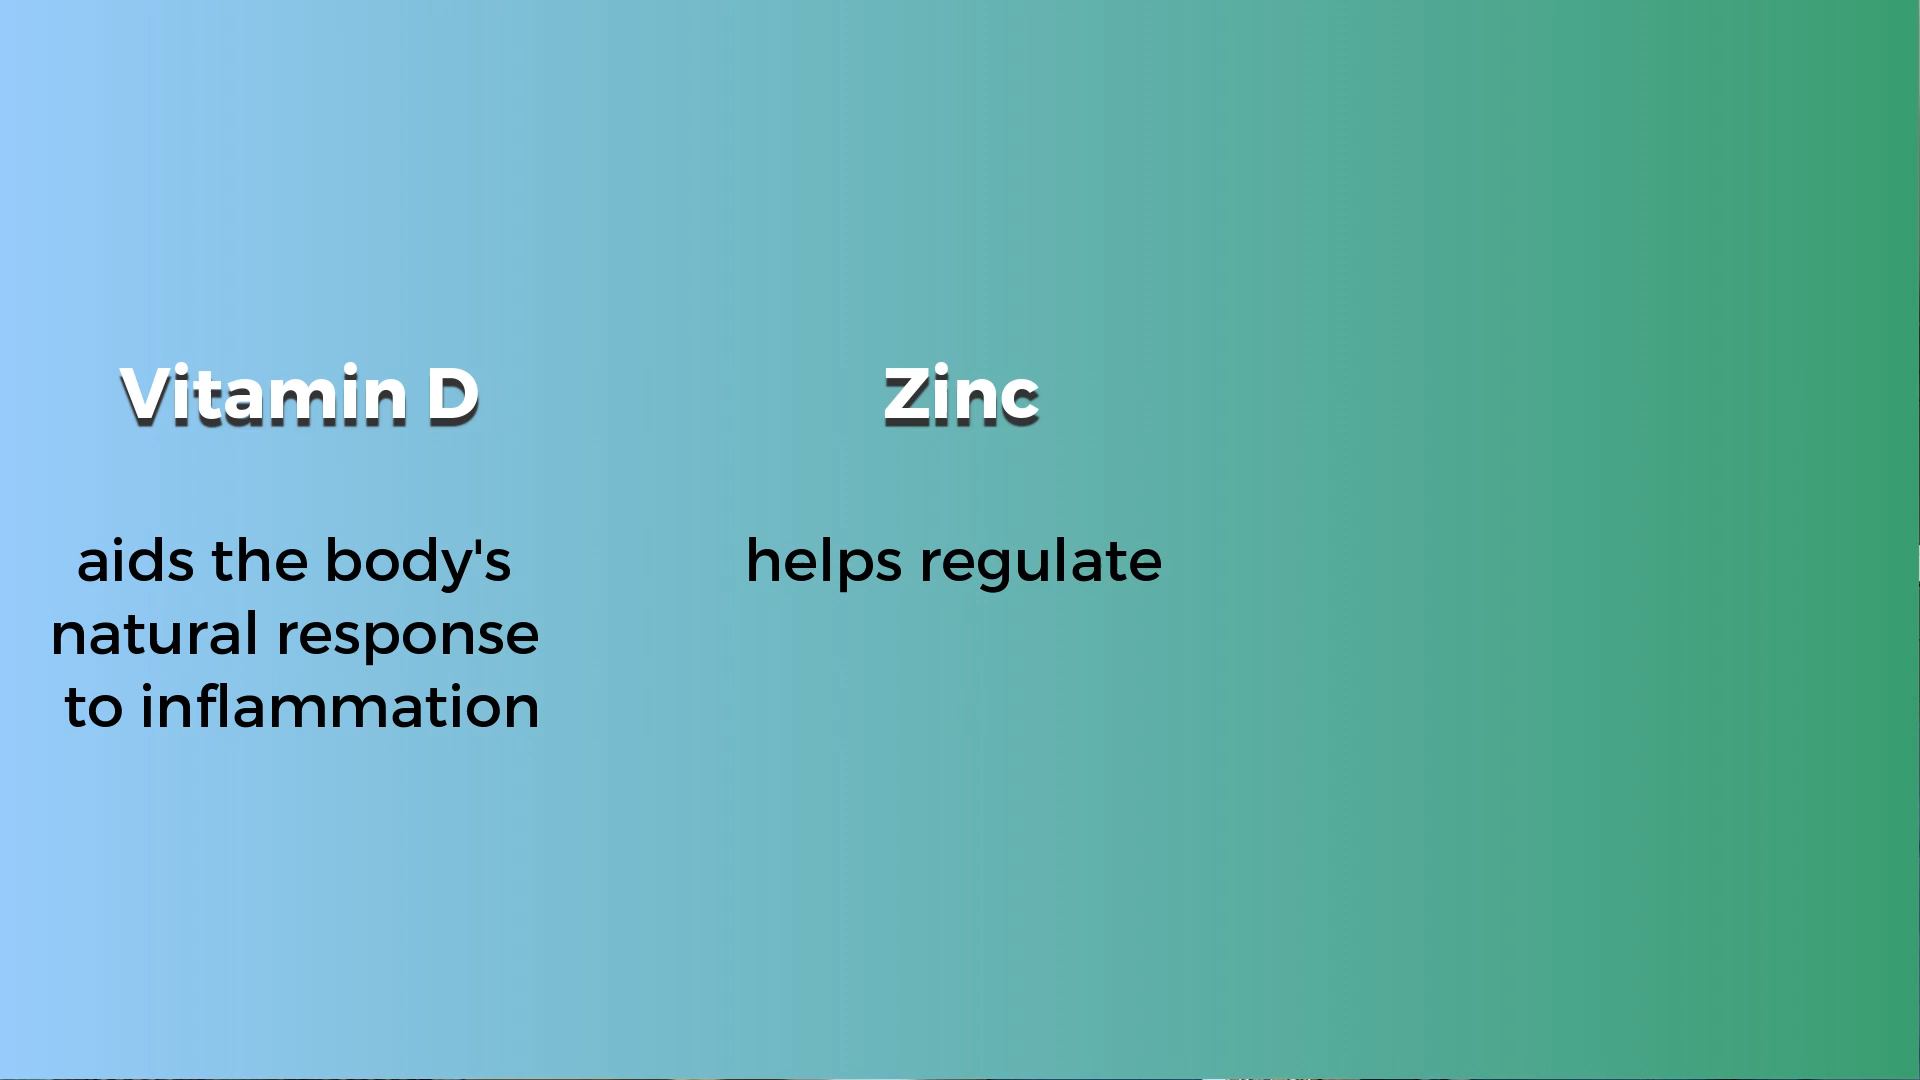 Vitamin D
aids the body's
natural response
to inflammation
Zinc
helps regulate